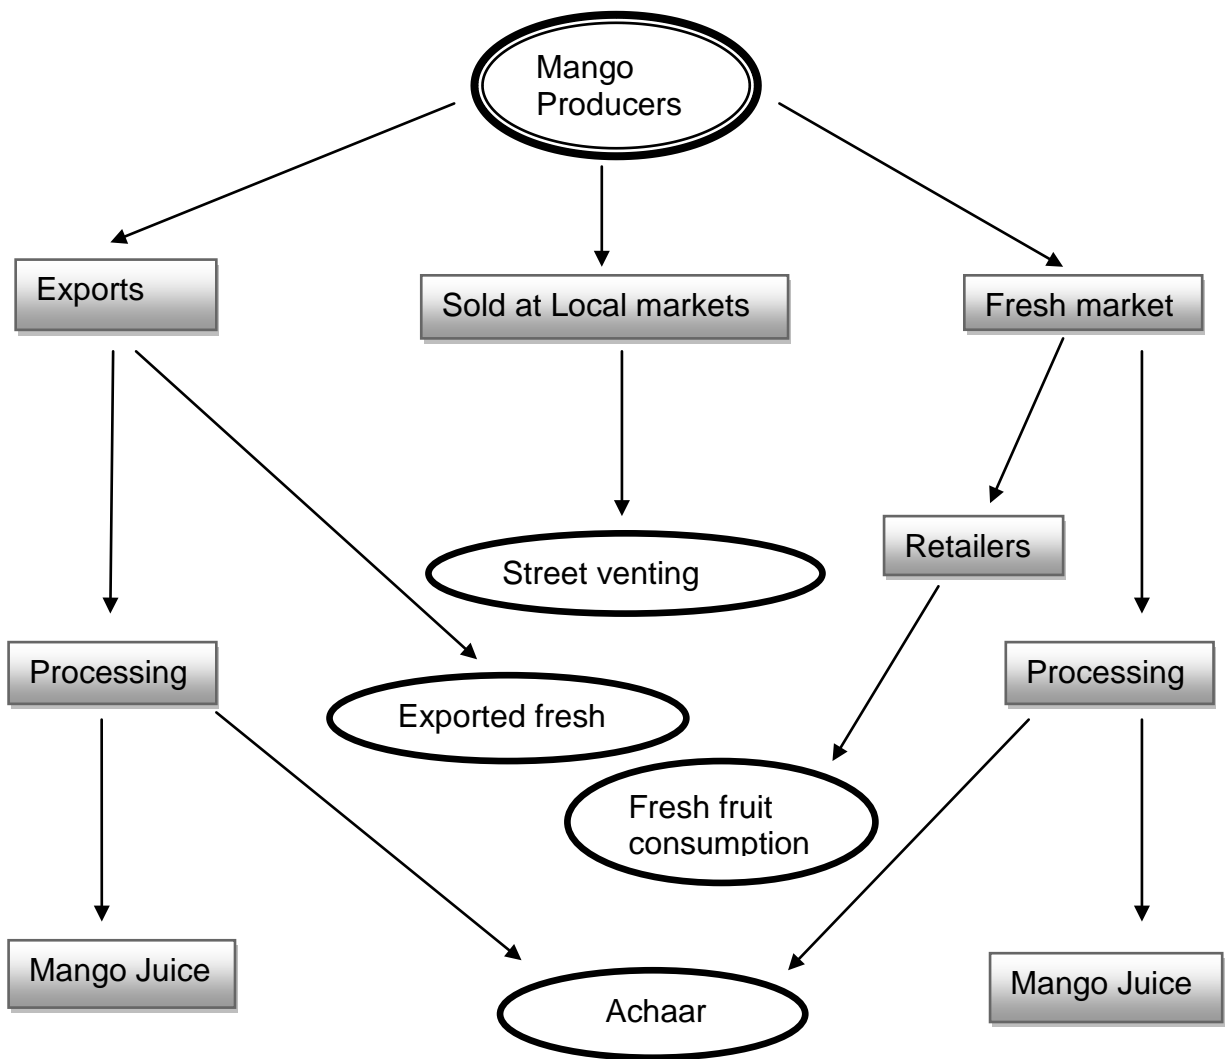 Mango
Producers
Exports
Sold at Local markets
Fresh market
Street venting
Retailers
Processing
Exported fresh
Processing
Fresh fruit
consumption
Mango Juice
Achaar
Mango Juice